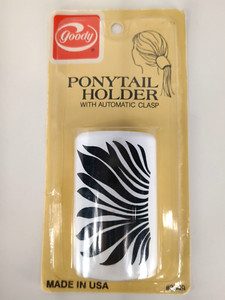 Goody
PONYTAIL
HOLDER
WITH AUTOMATIC CLASP
MADE IN USA